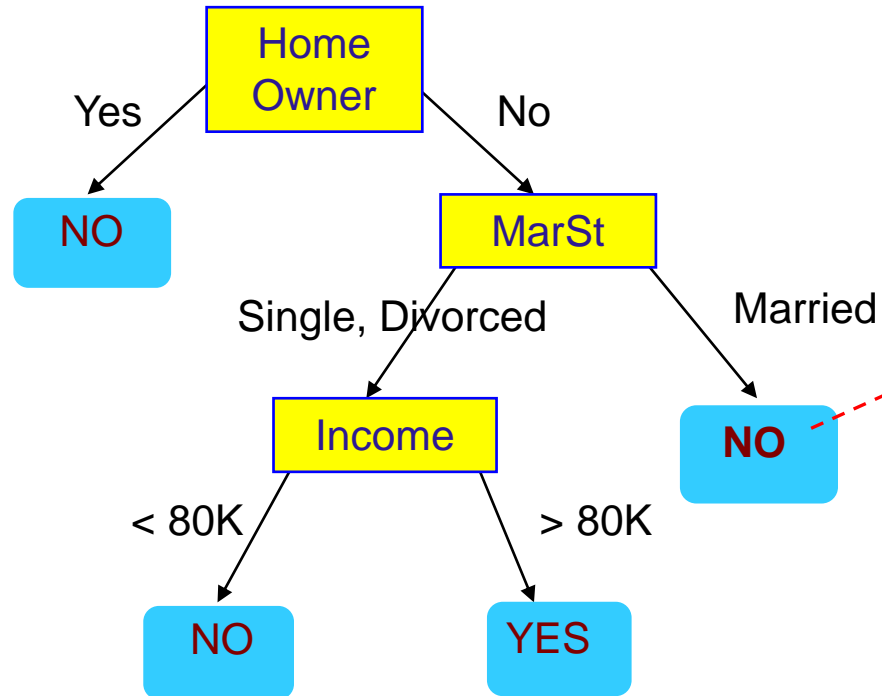 Home
Owner
Yes
No
NO
MarSt
Single, Divorced
Married
Income
NO
< 80K
> 80K
NO
YES